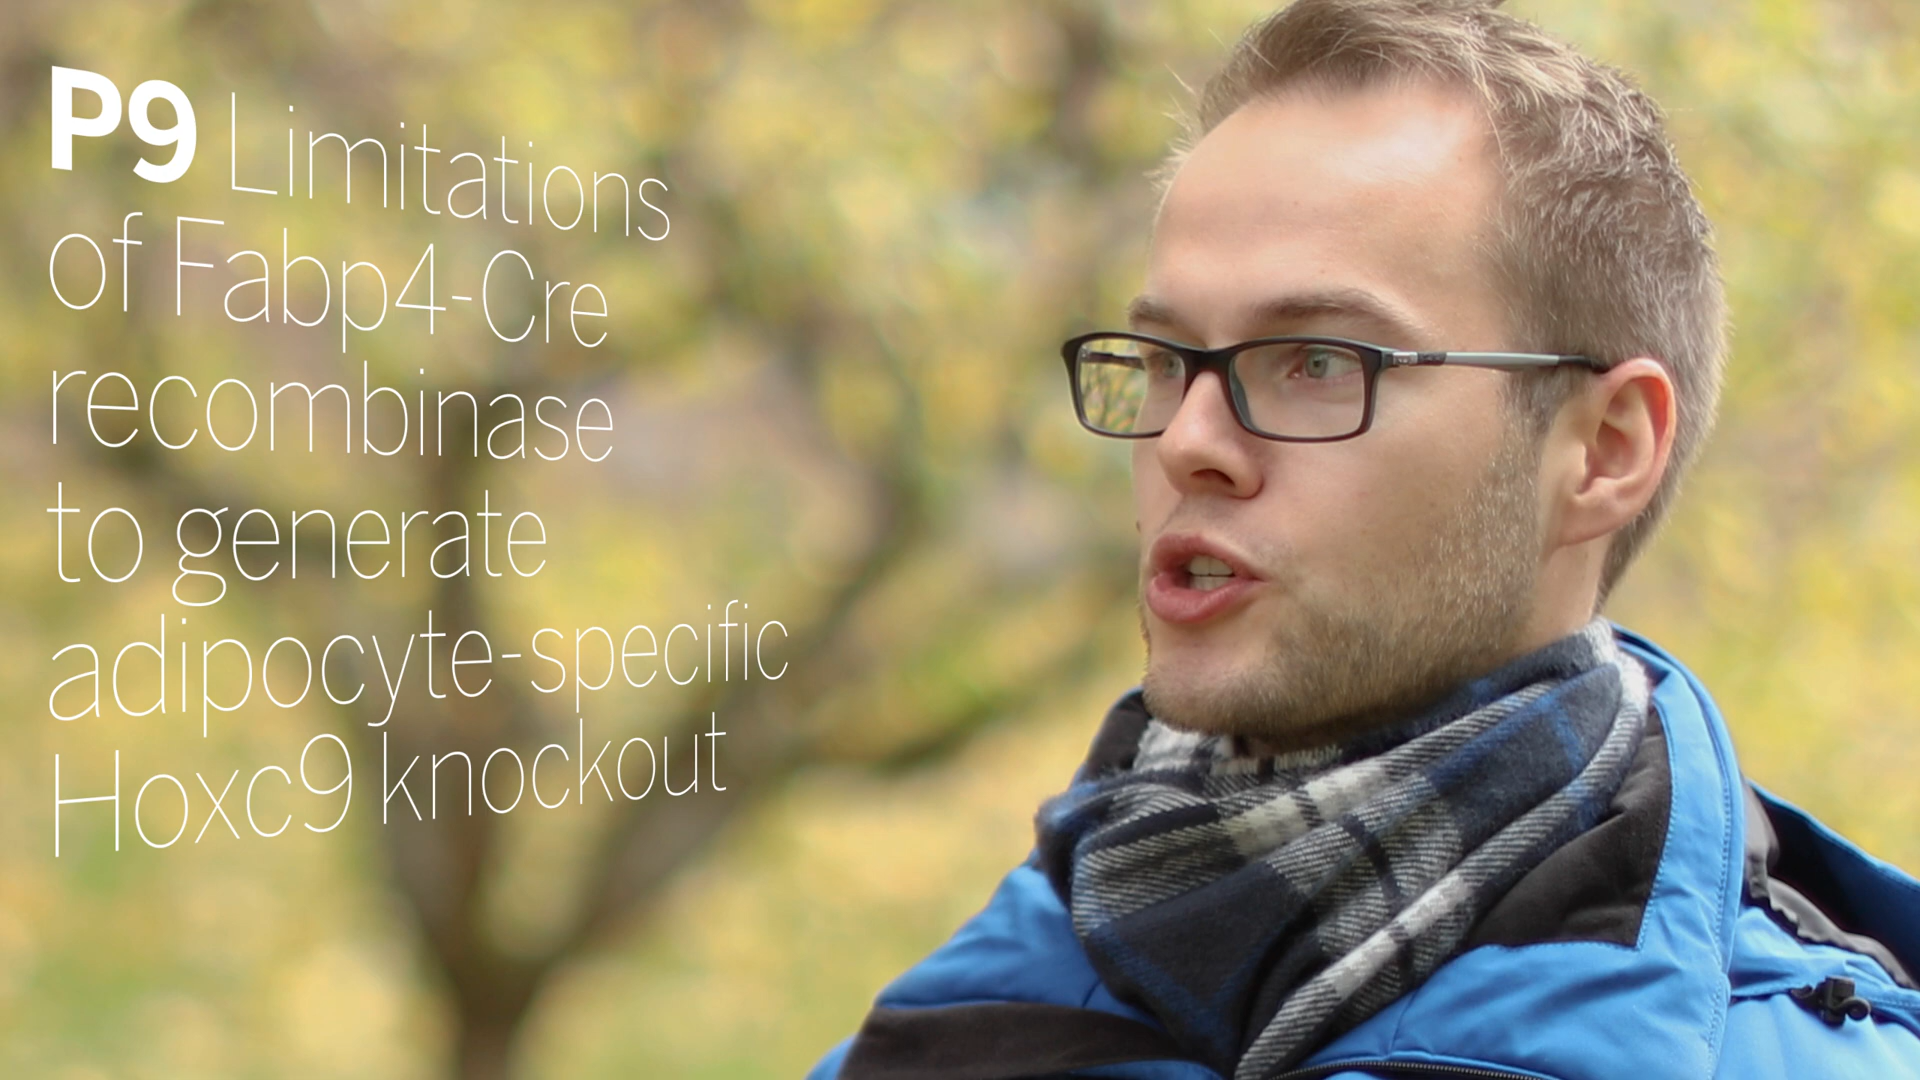 P9 Limitations
of Fabp4-Cre
recombinase
to generate
adipocyte-specific
Hoxc9 knockout